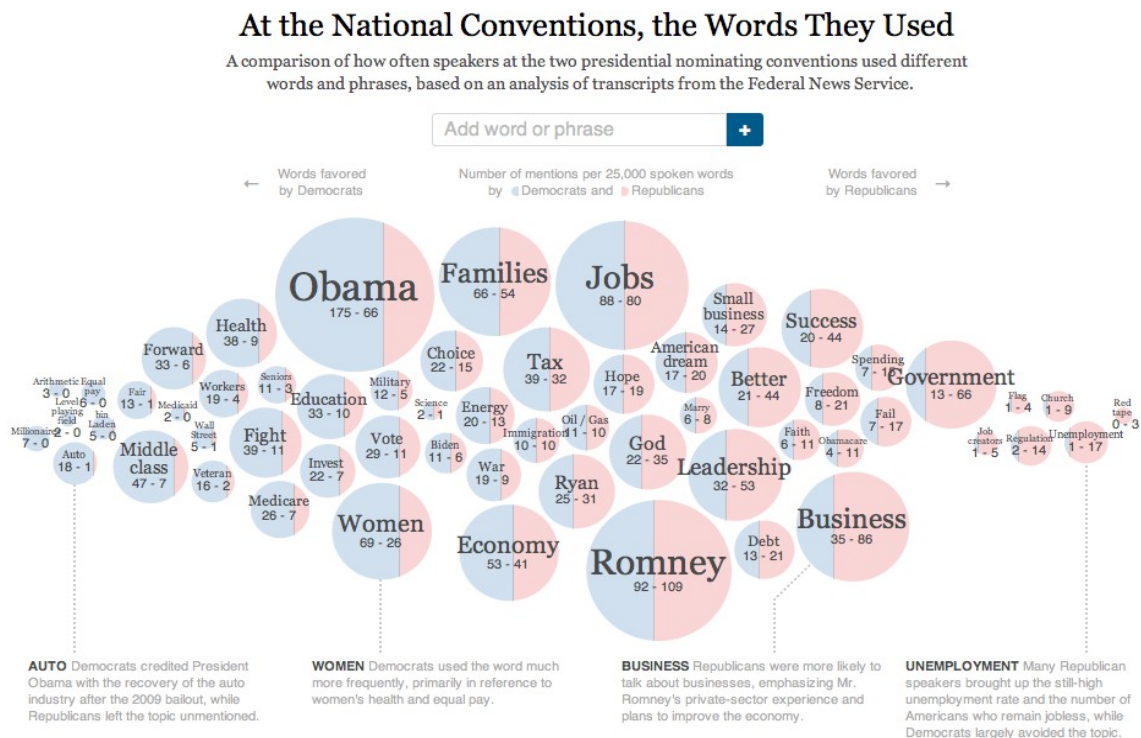 At the National Conventions, the Words They Used
A comparison of how often speakers at the two presidential nominating conventions used different
words and phrases, based on an analysis of transcripts from the Federal News Service.
Add word or phrase
+
← Words favored
by Democrats
Number of mentions per 25,000 spoken words
by Democrats and Republicans
Words favored →
by Republicans
Obama
175 - 66
Families
66 - 54
Jobs
88 - 80
Health
38 - 9
Small
business
14 - 27
Success
20 - 44
Forward
33 - 6
Choice
22 - 15
Tax
39 - 32
American
dream
17 - 20
Spending
Government
13 - 66
Arithmetic
3 - 0
Equal
pay
6 - 0
Fair
13 - 1
Workers
19 - 4
Seniors
11 - 3
Education
33 - 10
Military
12 - 5
Hope
17 - 19
Better
21 - 44
Freedom
8 - 21
Flag
1 - 4
Church
1 - 9
Red
tape
0 - 3
Level
playing
field
2 - 0
Medicaid
2 - 0
Science
2 - 1
Energy
20 - 13
Marry
6 - 8
Fail
7 - 17
Millionaire
7 - 0
bin
Laden
5 - 0
Wall
Street
5 - 1
Fight
39 - 11
Vote
29 - 11
Biden
11 - 6
Immigration
10 - 10
Oil / Gas
11 - 10
God
22 - 35
Faith
6 - 11
Obamacare
4 - 11
Job
creators
1 - 5
Regulation
2 - 14
Unemployment
1 - 17
Auto
18 - 1
Middle
class
47 - 7
Veteran
16 - 2
Invest
22 - 7
War
19 - 9
Ryan
25 - 31
Leadership
32 - 53
Medicare
26 - 7
Women
69 - 26
Economy
53 - 41
Romney
92 - 109
Debt
13 - 21
Business
35 - 86
AUTO Democrats credited President
Obama with the recovery of the auto
industry after the 2009 bailout, while
Republicans left the topic unmentioned.
WOMEN Democrats used the word much
more frequently, primarily in reference to
women's health and equal pay.
BUSINESS Republicans were more likely to
talk about businesses, emphasizing Mr.
Romney's private-sector experience and
plans to improve the economy.
UNEMPLOYMENT Many Republican
speakers brought up the still-high
unemployment rate and the number of
Americans who remain jobless, while
Democrats largely avoided the topic.